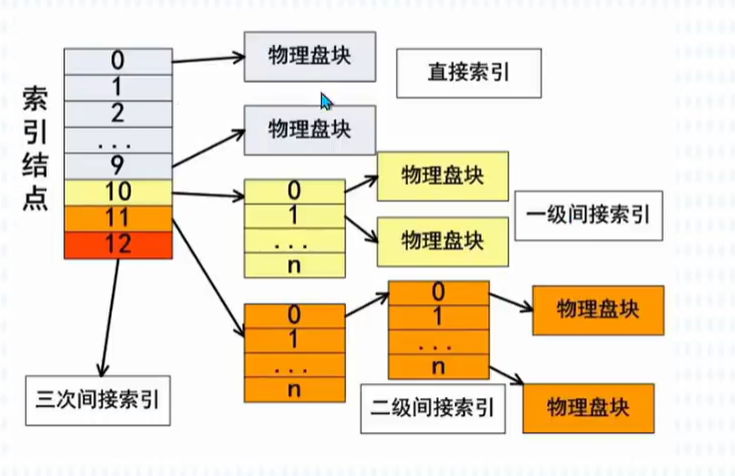 索引结点
0
1
2
...
9
10
11
12
物理盘块
物理盘块
直接索引
0
1
...
n
物理盘块
物理盘块
一级间接索引
0
1
...
n
0
1
...
n
物理盘块
物理盘块
二级间接索引
三次间接索引